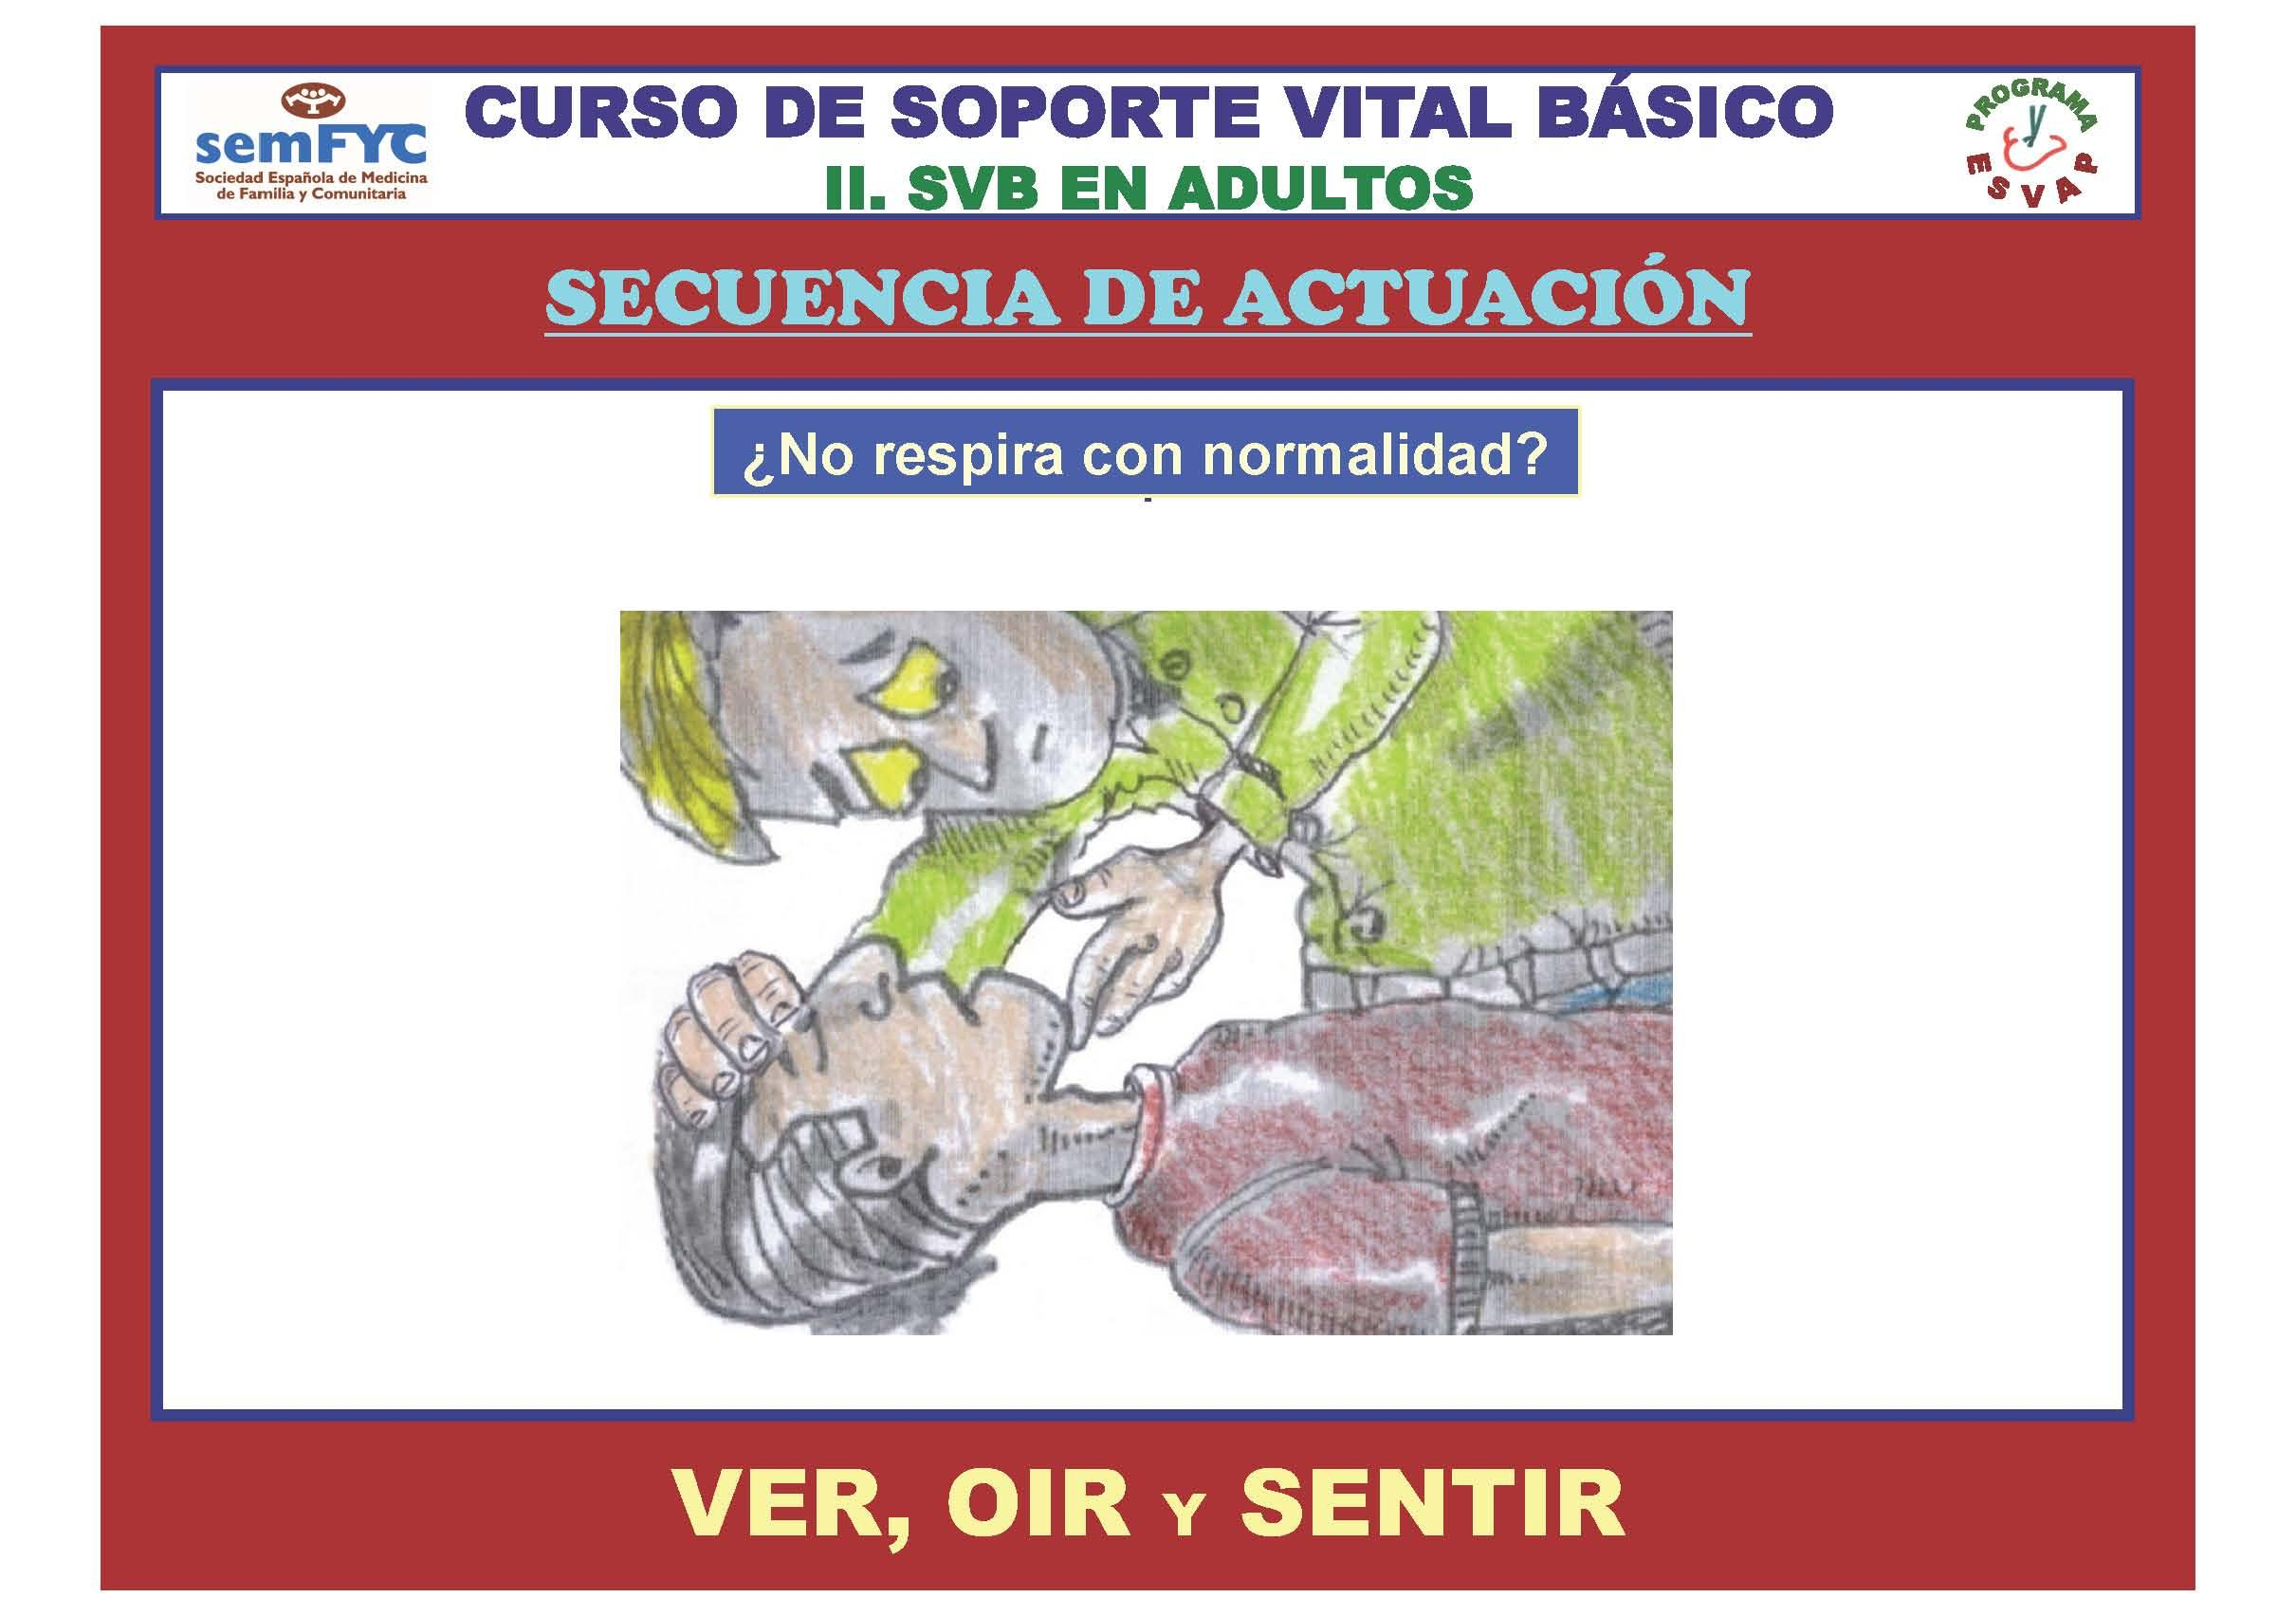 semFYC
Sociedad Española de Medicina
de Familia y Comunitaria
CURSO DE SOPORTE VITAL BÁSICO
II. SVB EN ADULTOS
PROGRAMA
ESVAP
SECUENCIA DE ACTUACIÓN
¿No respira con normalidad?
VER, OIR Y SENTIR